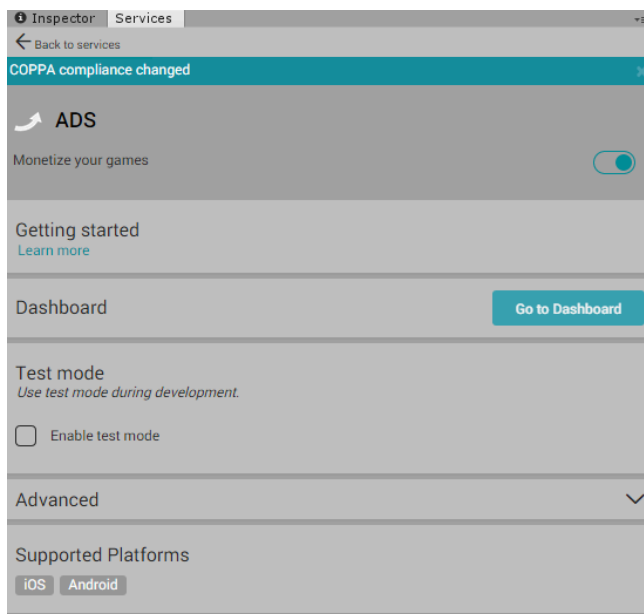 Inspector Services
Back to services
COPPA compliance changed
ADS
Monetize your games
Getting started
Learn more
Dashboard
Go to Dashboard
Test mode
Use test mode during development.
Enable test mode
Advanced
Supported Platforms
iOS Android